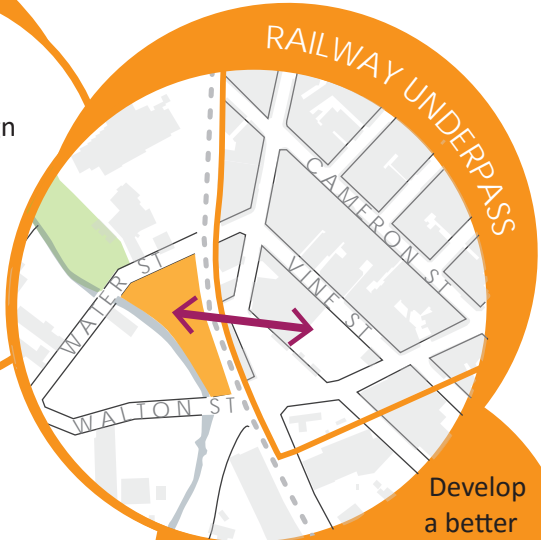 n
RAILWAY UNDERPASS
CAMERON ST
VINE ST
WATER ST
WALTON ST
Develop
a better